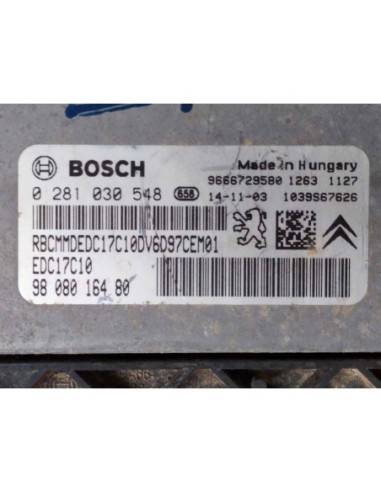 BOSCH
Made in Hungary
9666729580 1263 1127
0 281 030 548 658
14-11-03 1039S67626
RBCMMDEDC17C10DV6D97CEM01
EDC17C10
98 080 164 80